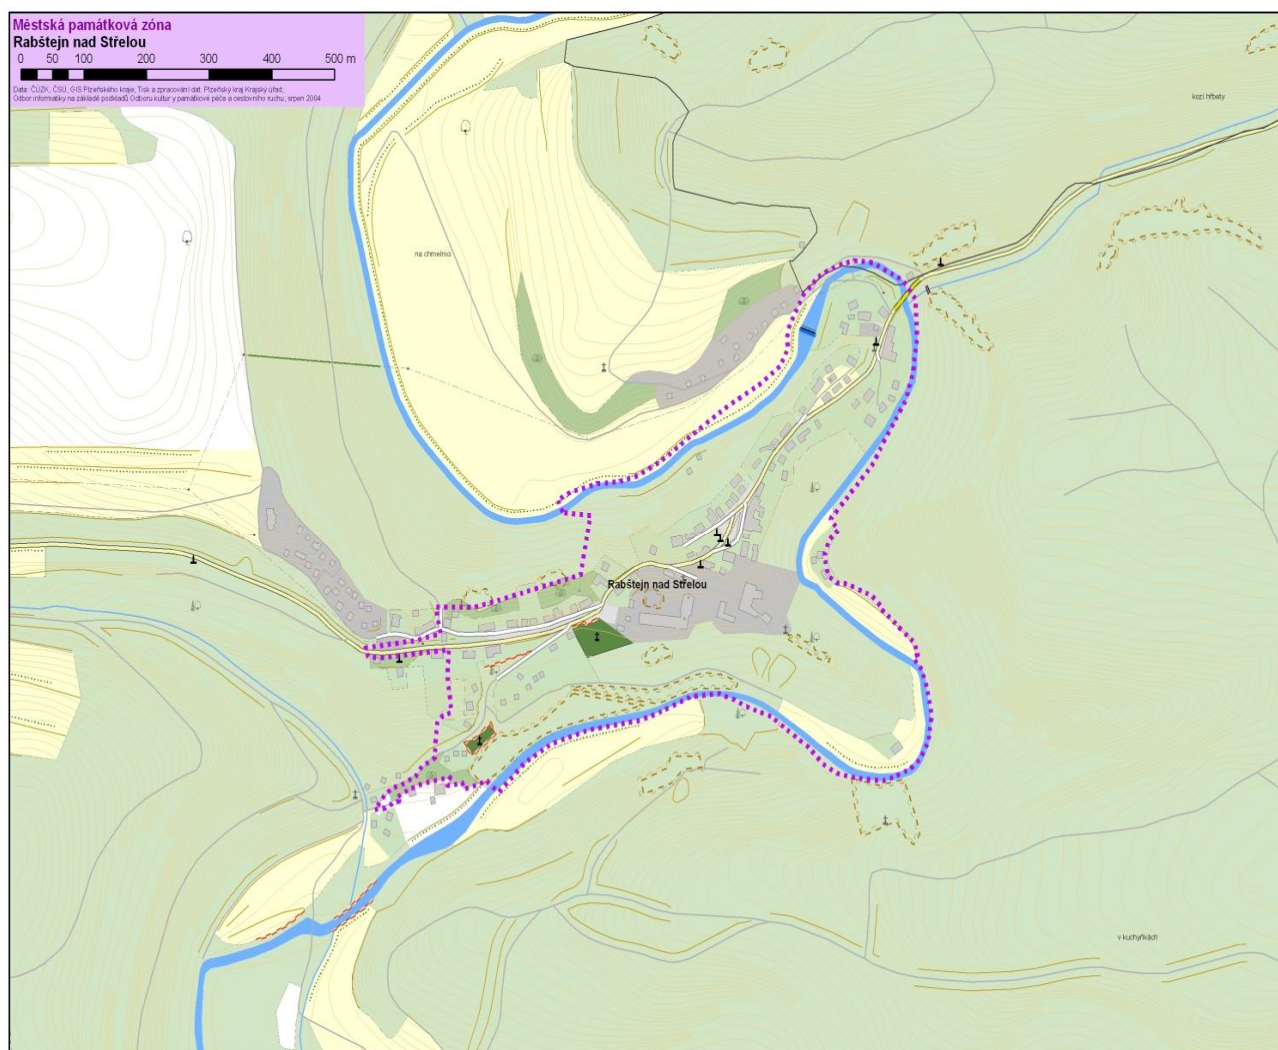 Městská památková zóna
Rabštejn nad Střelou
0 50 100 200 300 400 500 m
Data: ČÚZK, ČSÚ, GIS Plzeňského kraje; Tisk a zpracování dat: Plzeňský kraj Krajský úřad;
Odbor informatiky na základě podkladů Odboru kultury památkové péče a cestovního ruchu; srpen 2004
kozí hřbety
na chmelnici
Rabštejn nad Střelou
v kuchyňkách